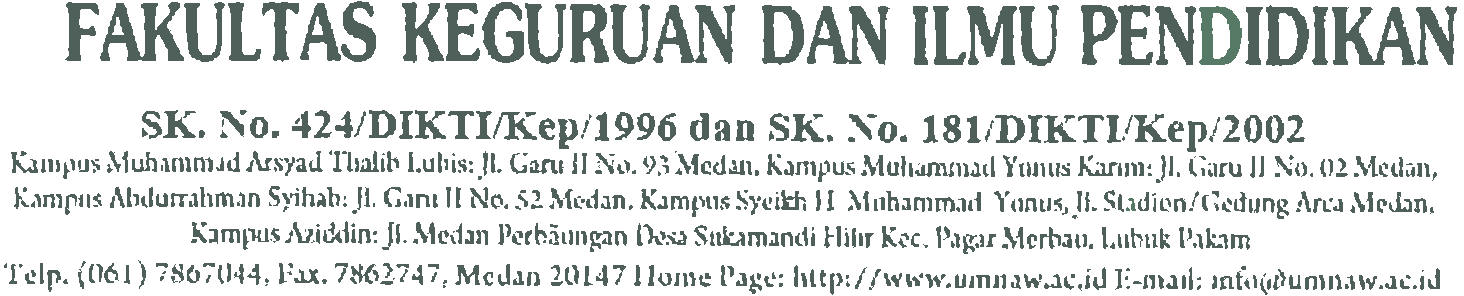 FAKULTAS KEGURUAN DAN ILMU PENDIDIKAN
SK. No. 424/DIKTI/Kep/1996 dan SK. No. 181/DIKTI/Kep/2002
Kampus Muhammad Arsyad Thalib Lubis: Jl. Garu II No. 93 Medan, Kampus Muhammad Yunus Karim: Jl. Garu II No. 02 Medan,
Kampus Abdurrahman Syihab: Jl. Garu II No. 52 Medan, Kampus Syeikh H Muhammad Yunus, Jl. Stadion/Gedung Arca Medan,
Kampus Aziddin: Jl. Medan Perbaungan Desa Sukamandi Hilir Kec. Pagar Merbau, Lubuk Pakam
Telp. (061) 7867044, Fax. 7862747, Medan 20147 Home Page: http://www.umnaw.ac.id E-mail: info@umnaw.ac.id